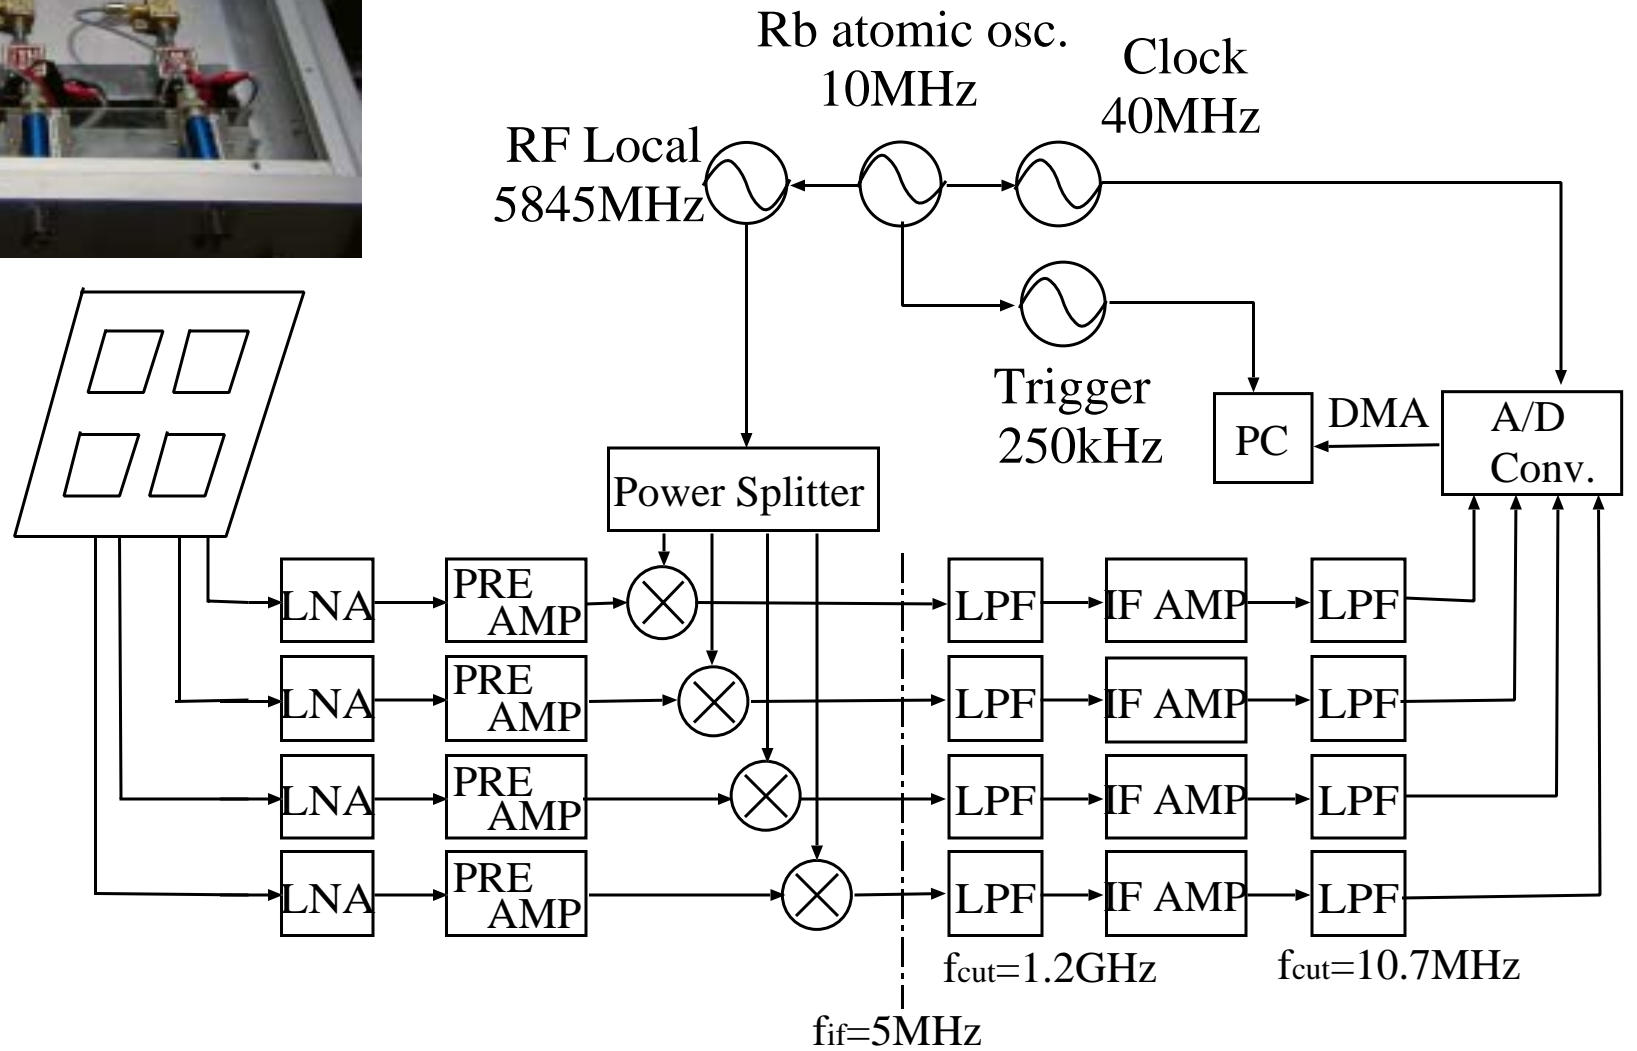 Rb atomic osc.
10MHz
Clock
40MHz
RF Local
5845MHz
Trigger
250kHz
PC
DMA
A/D
Conv.
Power Splitter
LNA
PRE
AMP
LPF
IF AMP
LPF
LNA
PRE
AMP
LPF
IF AMP
LPF
LNA
PRE
AMP
LPF
IF AMP
LPF
LNA
PRE
AMP
LPF
IF AMP
LPF
fcut=1.2GHz
fcut=10.7MHz
fif=5MHz